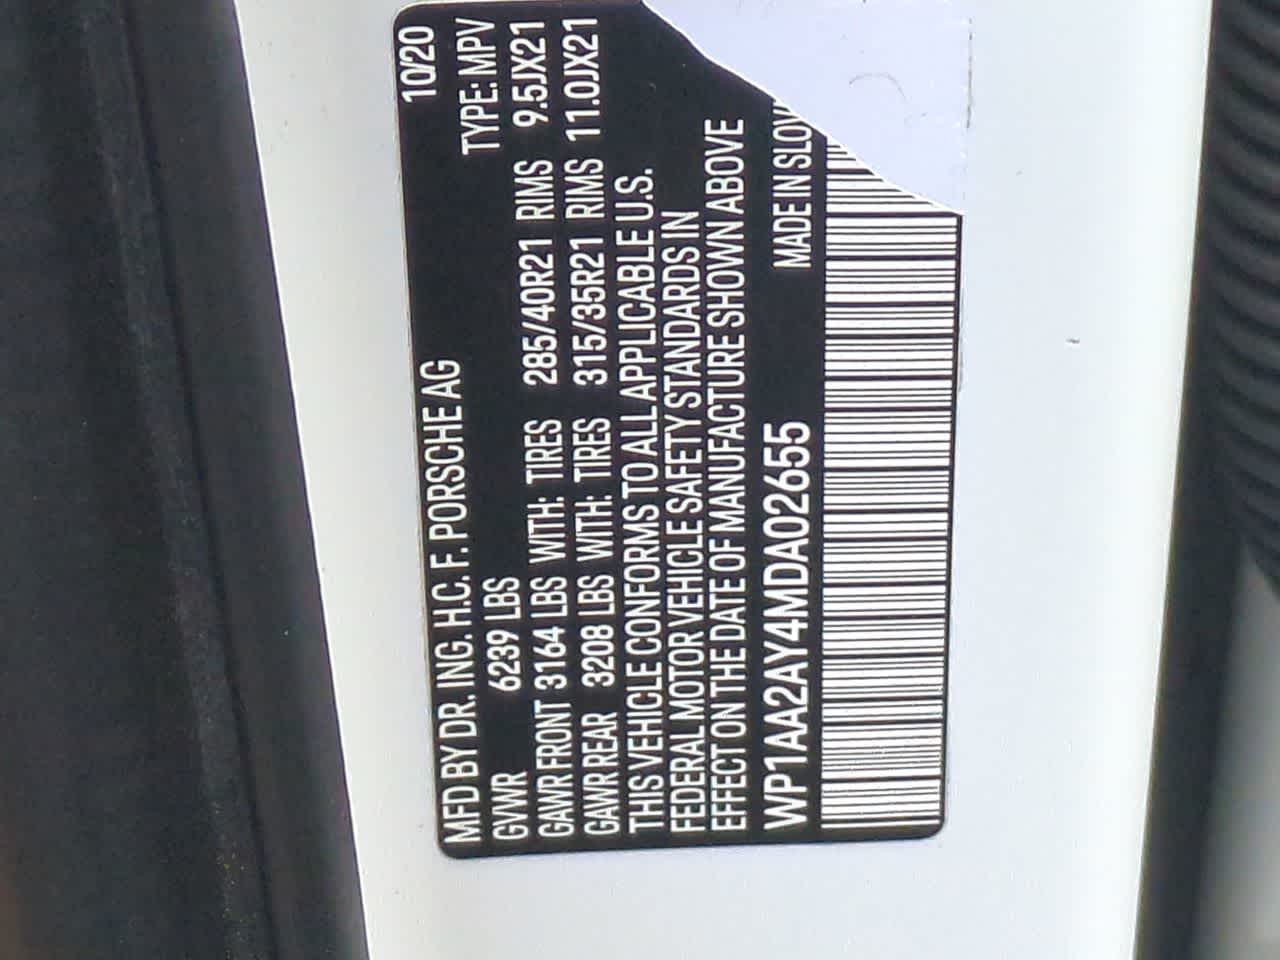 MFD BY DR. ING. H.C. F. PORSCHE AG 10/20
GVWR 6239 LBS TYPE: MPV
GAWR FRONT 3164 LBS WITH: TIRES 285/40R21 RIMS 9.5JX21
GAWR REAR 3208 LBS WITH: TIRES 315/35R21 RIMS 11.0JX21
THIS VEHICLE CONFORMS TO ALL APPLICABLE U.S.
FEDERAL MOTOR VEHICLE SAFETY STANDARDS IN
EFFECT ON THE DATE OF MANUFACTURE SHOWN ABOVE
WP1AA2AY4MDA02655 MADE IN